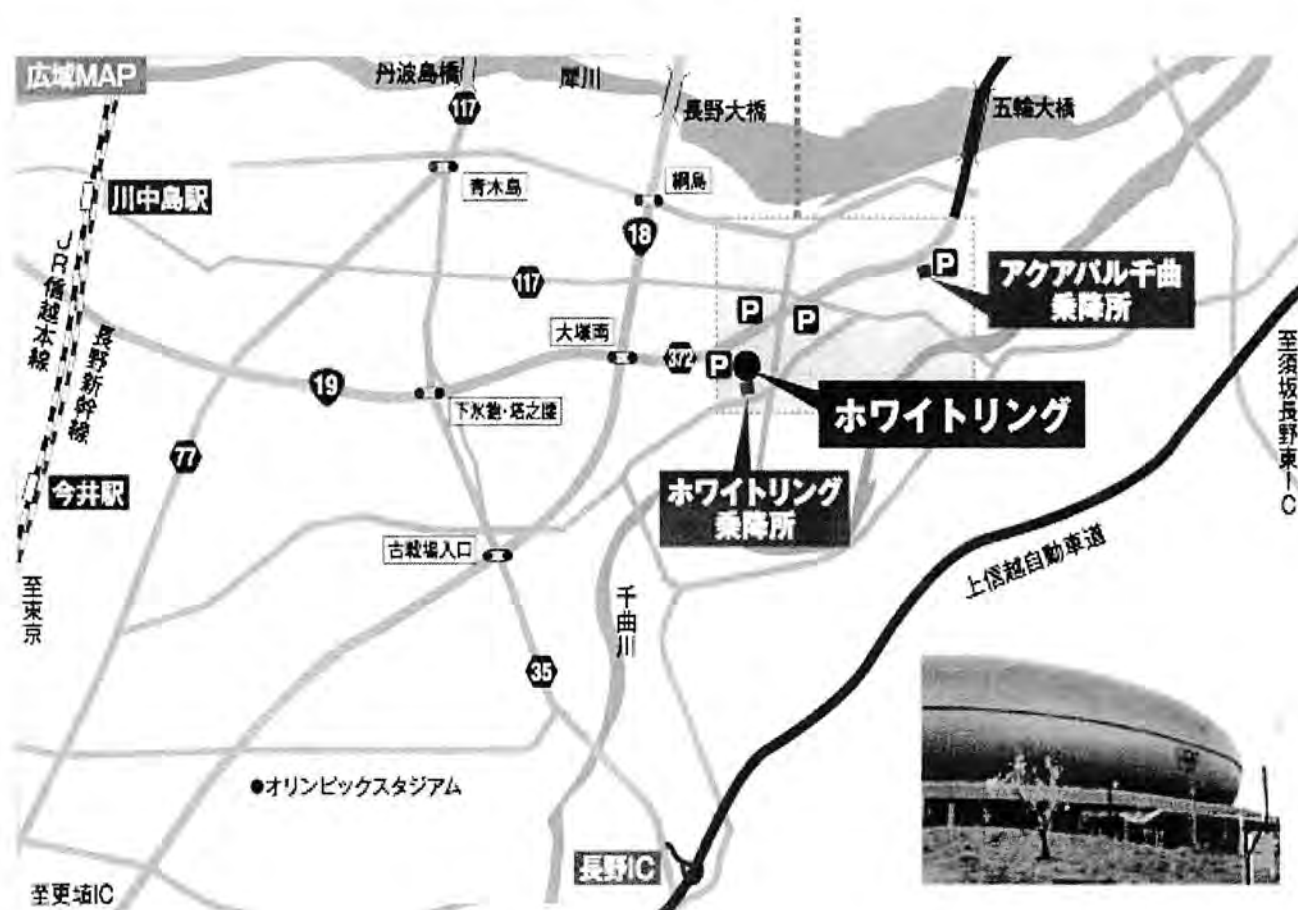 広域MAP
丹波島橋
犀川
長野大橋
五輪大橋
117
青木島
綱島
川中島駅
18
JR信越本線
長野新幹線
117
P
アクアパル千曲
乗降所
P
P
大塚南
372
P
19
下氷鉋・塔之腰
ホワイトリング
至須坂長野東IC
77
今井駅
ホワイトリング
乗降所
古戦場入口
上信越自動車道
至東京
千曲川
35
●オリンピックスタジアム
長野IC
至更埴IC